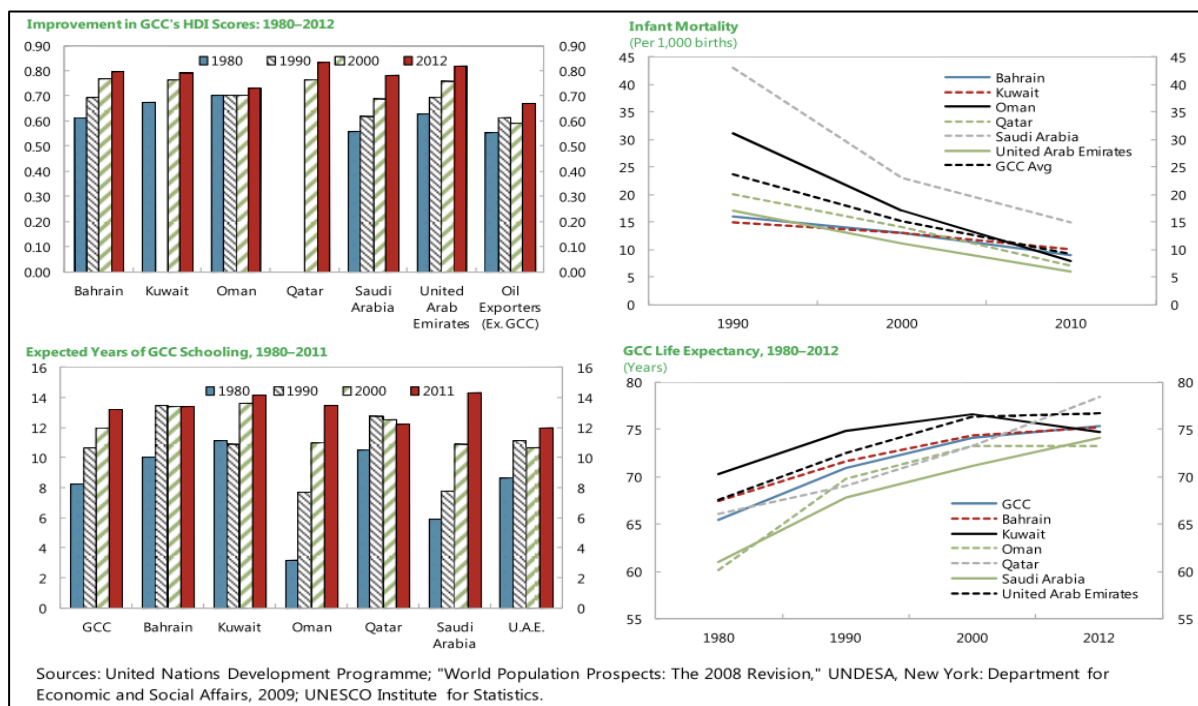 Improvement in GCC's HDI Scores: 1980–2012
0.90 0.90
1980 1990 2000 2012
0.80 0.80
0.70 0.70
0.60 0.60
0.50 0.50
0.40 0.40
0.30 0.30
0.20 0.20
0.10 0.10
0.00 0.00
Bahrain Kuwait Oman Qatar Saudi Arabia United Arab Emirates Oil Exporters (Ex. GCC)
Infant Mortality
(Per 1,000 births)
45 45
40 40
35 35
30 30
25 25
20 20
15 15
10 10
5 5
0 0
Bahrain
Kuwait
Oman
Qatar
Saudi Arabia
United Arab Emirates
GCC Avg
1990 2000 2010
Expected Years of GCC Schooling, 1980–2011
16 16
1980 1990 2000 2011
14 14
12 12
10 10
8 8
6 6
4 4
2 2
0 0
GCC Bahrain Kuwait Oman Qatar Saudi Arabia U.A.E.
GCC Life Expectancy, 1980–2012
(Years)
80 80
75 75
70 70
65 65
60 60
55 55
GCC
Bahrain
Kuwait
Oman
Qatar
Saudi Arabia
United Arab Emirates
1980 1990 2000 2012
Sources: United Nations Development Programme; "World Population Prospects: The 2008 Revision," UNDESA, New York: Department for
Economic and Social Affairs, 2009; UNESCO Institute for Statistics.